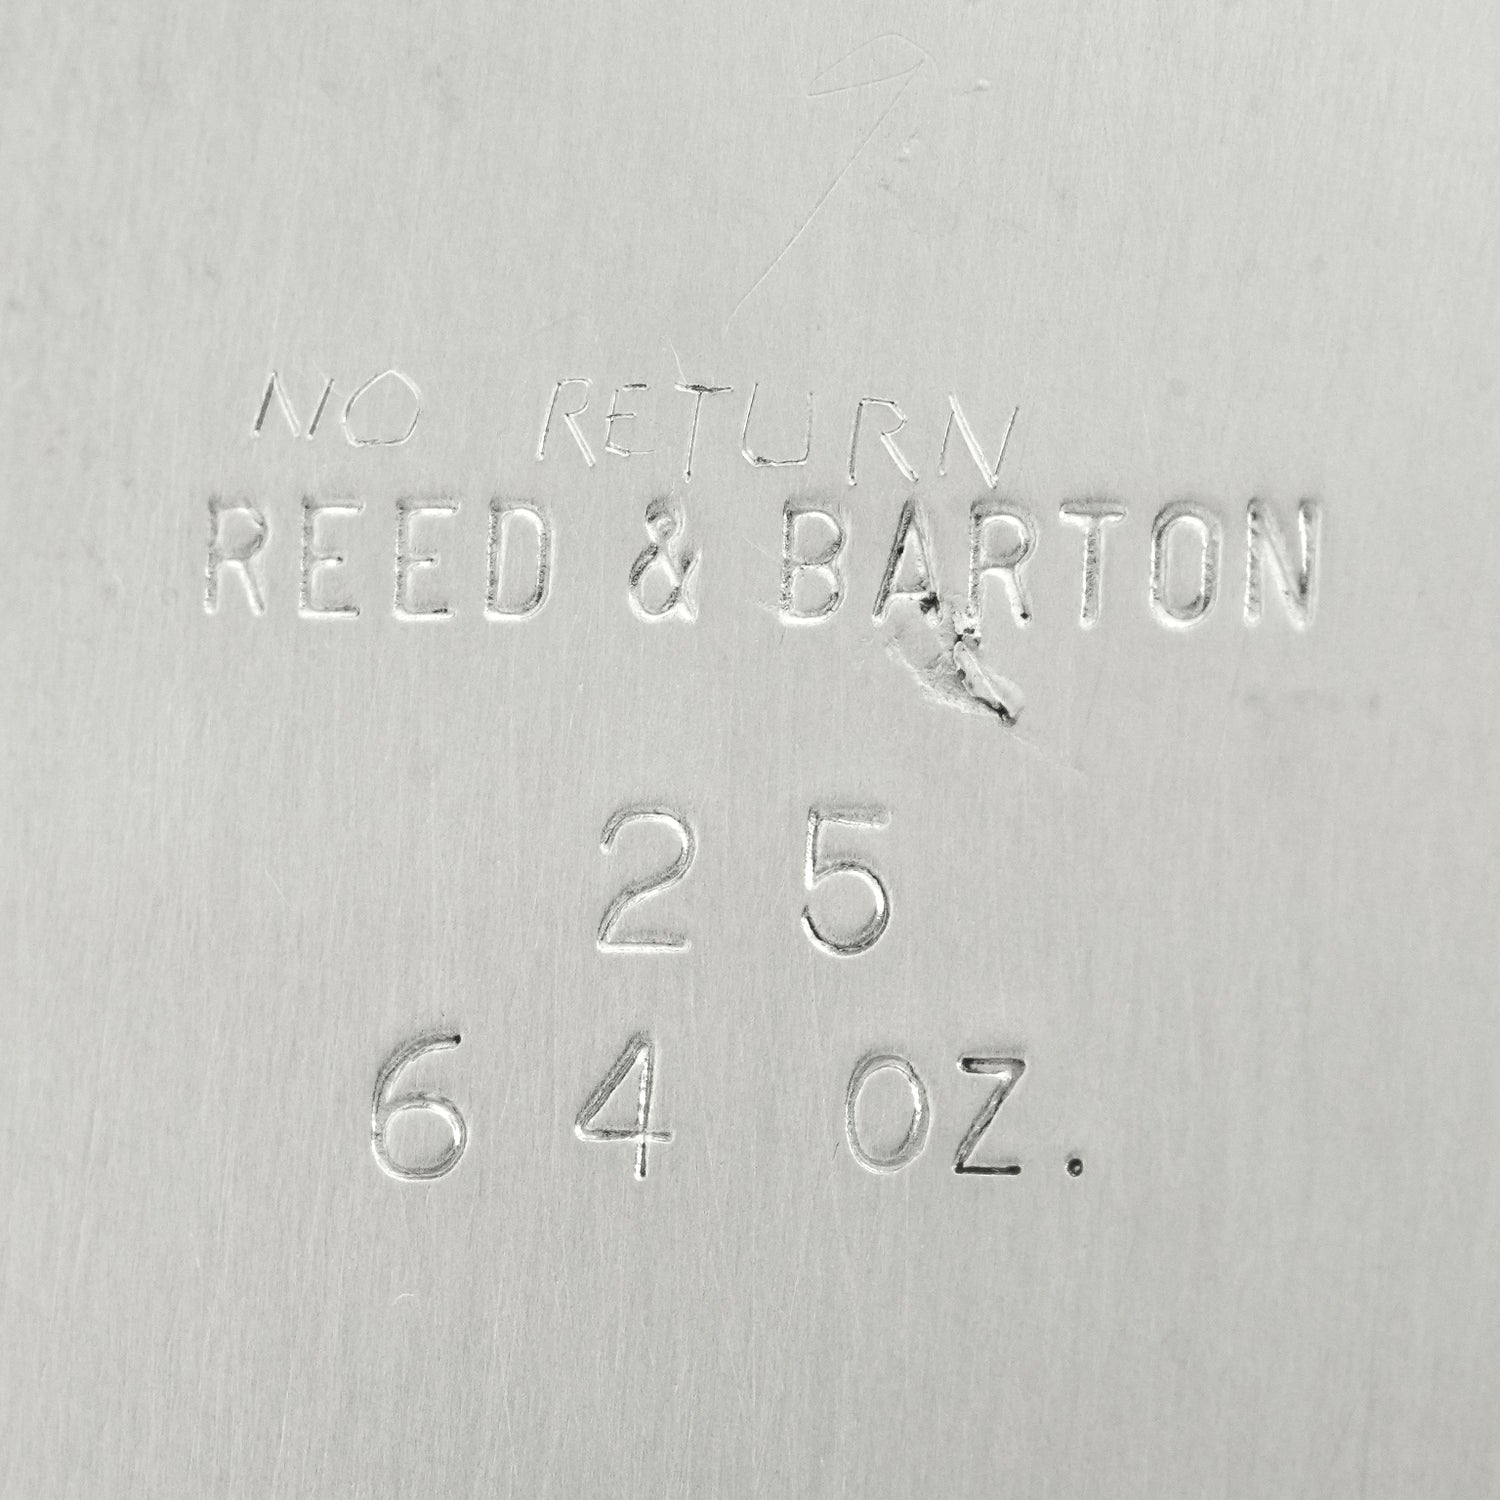 NO RETURN
REED & BARTON
25
64 OZ.